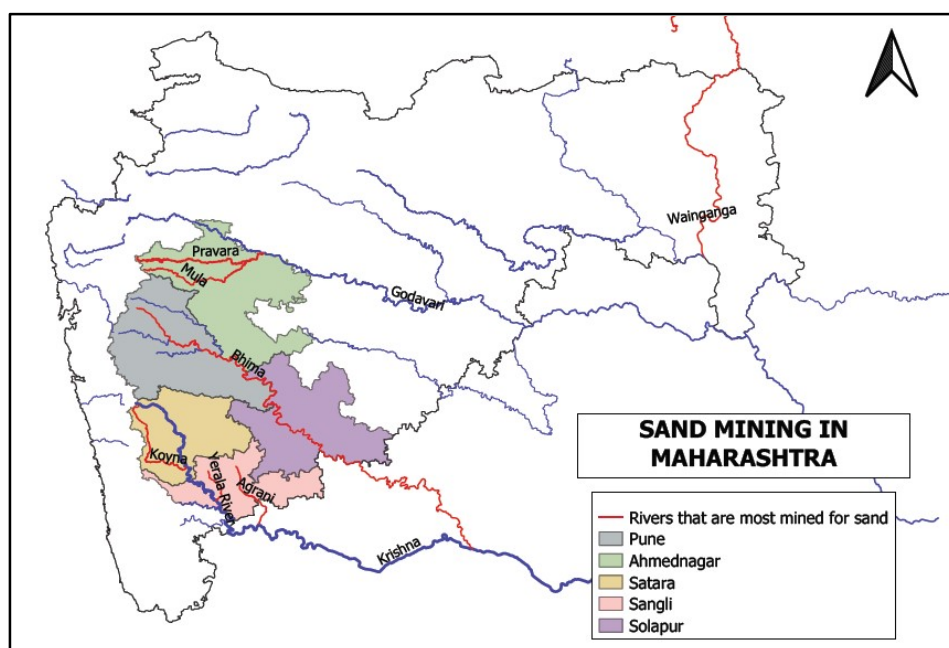 Wainganga
Pravara
Mula
Godavari
Bhima
Koyna
Yerala River
Adrani
Krishna
SAND MINING IN
MAHARASHTRA
Rivers that are most mined for sand
Pune
Ahmednagar
Satara
Sangli
Solapur